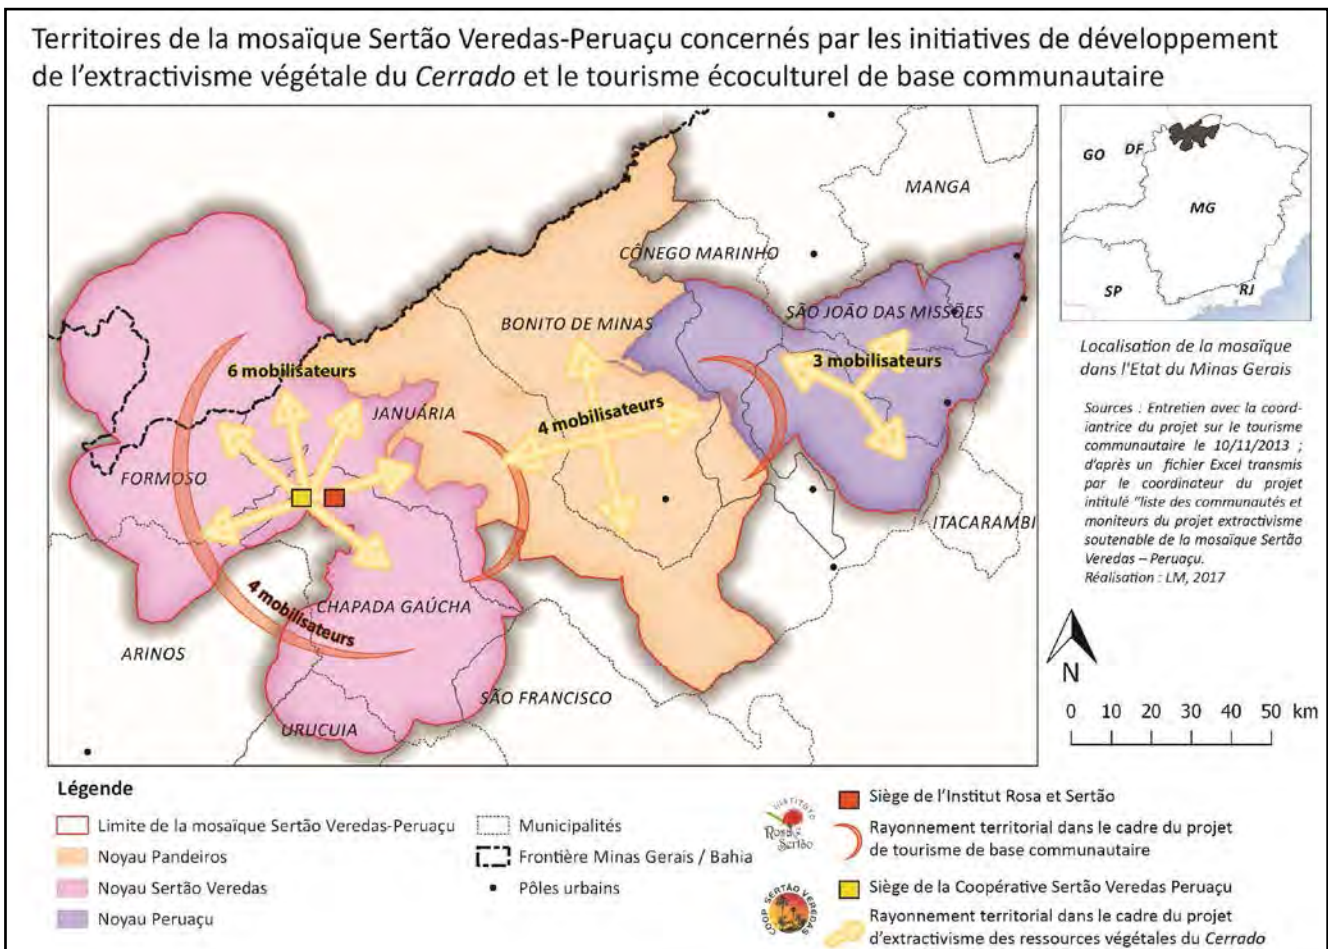 Territoires de la mosaïque Sertão Veredas-Peruaçu concernés par les initiatives de développement
de l'extractivisme végétale du Cerrado et le tourisme écoculturel de base communautaire
MANGA
CÔNEGO MARINHO
SÃO JOÃO DAS MISSÕES
BONITO DE MINAS
3 mobilisateurs
6 mobilisateurs
JANUÁRIA
4 mobilisateurs
FORMOSO
ITACARAMBI
4 mobilisateurs
CHAPADA GAÚCHA
ARINOS
SÃO FRANCISCO
URUCUIA
GO
DF
MG
SP
RJ
Localisation de la mosaïque
dans l'Etat du Minas Gerais
Sources : Entretien avec la coord-
iantrice du projet sur le tourisme
communautaire le 10/11/2013 ;
d'après un fichier Excel transmis
par le coordinateur du projet
intitulé "liste des communautés et
moniteurs du projet extractivisme
soutenable de la mosaïque Sertão
Veredas – Peruaçu.
Réalisation : LM, 2017
N
0 10 20 30 40 50 km
Légende
Limite de la mosaïque Sertão Veredas-Peruaçu
Noyau Pandeiros
Noyau Sertão Veredas
Noyau Peruaçu
Municipalités
Frontière Minas Gerais / Bahia
Pôles urbains
INSTITUTO
Rosa e
Sertão
Siège de l'Institut Rosa et Sertão
Rayonnement territorial dans le cadre du projet
de tourisme de base communautaire
COOP SERTÃO VEREDAS
Siège de la Coopérative Sertão Veredas Peruaçu
Rayonnement territorial dans le cadre du projet
d'extractivisme des ressources végétales du Cerrado